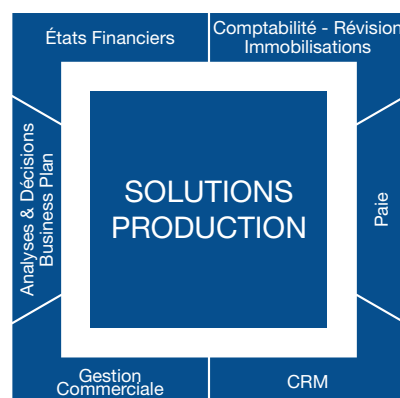 États Financiers
Comptabilité - Révision
Immobilisations
Analyses & Décisions
Business Plan
SOLUTIONS
PRODUCTION
Paie
Gestion
Commerciale
CRM